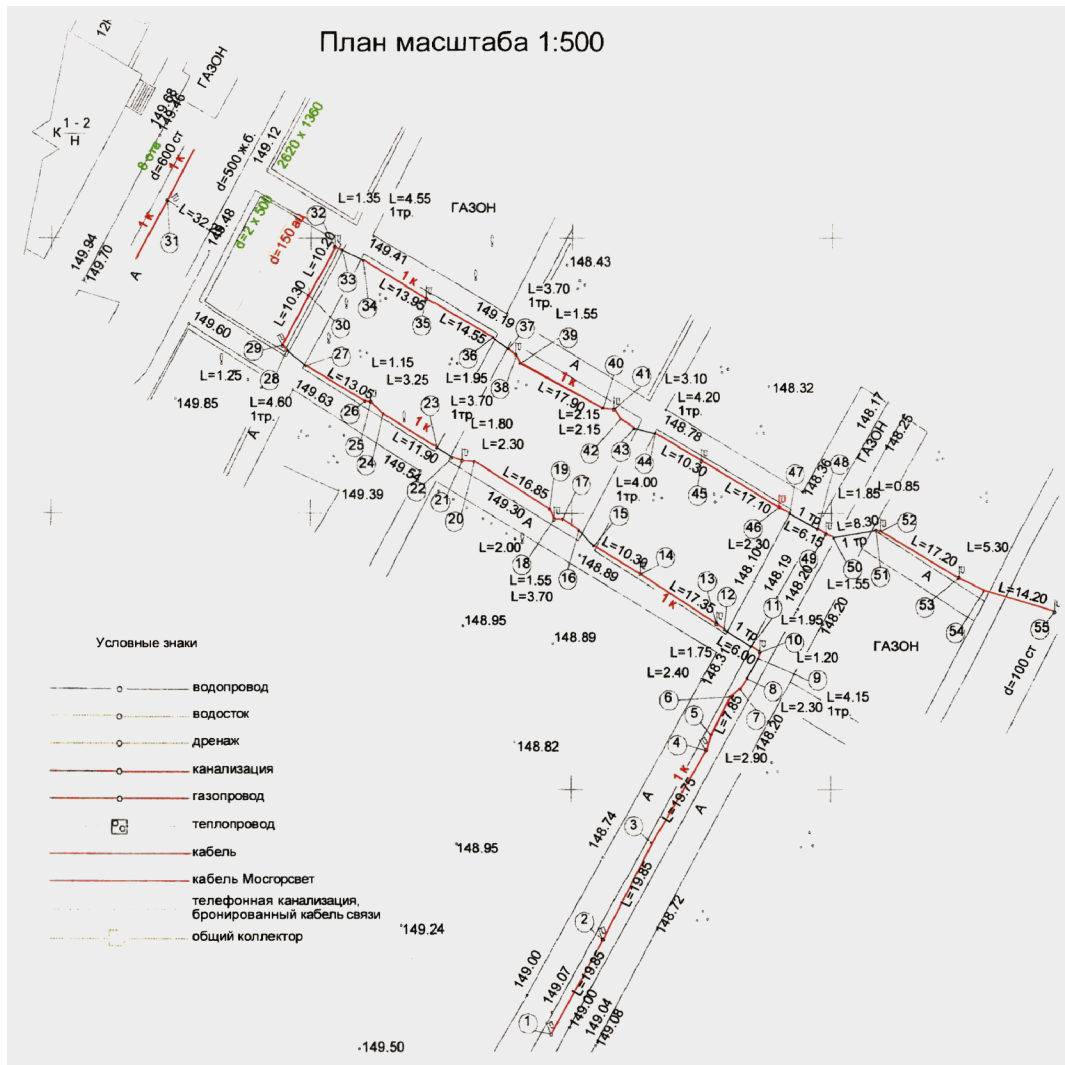 План масштаба 1:500
12К
ГАЗОН
149.68
149.46
К 1-2
Н
8 отв
d=600 ст
1 к
d=500 ж.б.
149.12
2620 x 1360
L=1.35
L=4.55
1тр.
ГАЗОН
1 к
149.48
d=2 x 500
32
10.20
149.41
31
149.94
149.70
А
33
34
1 к
148.43
L=10.30
L=13.95
35
L=14.55
149.19
L=3.70
1тр.
37
L=1.55
39
149.60
30
36
29
27
L=1.15
38
А
40
41
28
L=3.25
L=1.95
1 к
L=17.90
L=3.10
L=1.25
L=4.60
1тр.
L=13.05
149.63
26
23
L=3.70
1тр.
L=2.15
L=4.20
1тр.
148.32
149.85
25
1 к
L=1.80
L=2.15
148.78
148.17
А
24
L=11.90
L=2.30
42
43
44
ГАЗОН
148.25
22
149.54
L=16.85
L=10.30
149.39
21
20
149.30
А
19
17
L=4.00
1тр.
45
L=17.10
47
148.36
48
L=1.85
L=0.85
15
46
1 тр
L=8.30
52
L=2.00
18
L=10.30
14
L=2.30
L=6.15
1 тр
148.89
16
148.10
49
50
51
L=17.20
L=5.30
L=1.55
L=3.70
L=17.35
13
12
148.19
148.20
L=1.55
А
53
L=14.20
148.95
1 к
11
148.20
54
55
148.89
1 тр
L=1.95
10
Условные знаки
L=1.75
L=6.00
L=1.20
ГАЗОН
L=2.40
148.31
9
d=100 ст
водопровод
6
8
L=4.15
1тр.
водосток
5
L=7.85
7
L=2.30
дренаж
148.82
4
148.20
L=2.90
канализация
1 к
газопровод
А
L=19.75
А
теплопровод
3
148.74
кабель
148.95
L=19.85
кабель Мосгорсвет
148.72
телефонная канализация,
бронированный кабель связи
149.24
2
общий коллектор
149.00
L=19.85
149.07
149.00
1
149.04
149.08
149.50